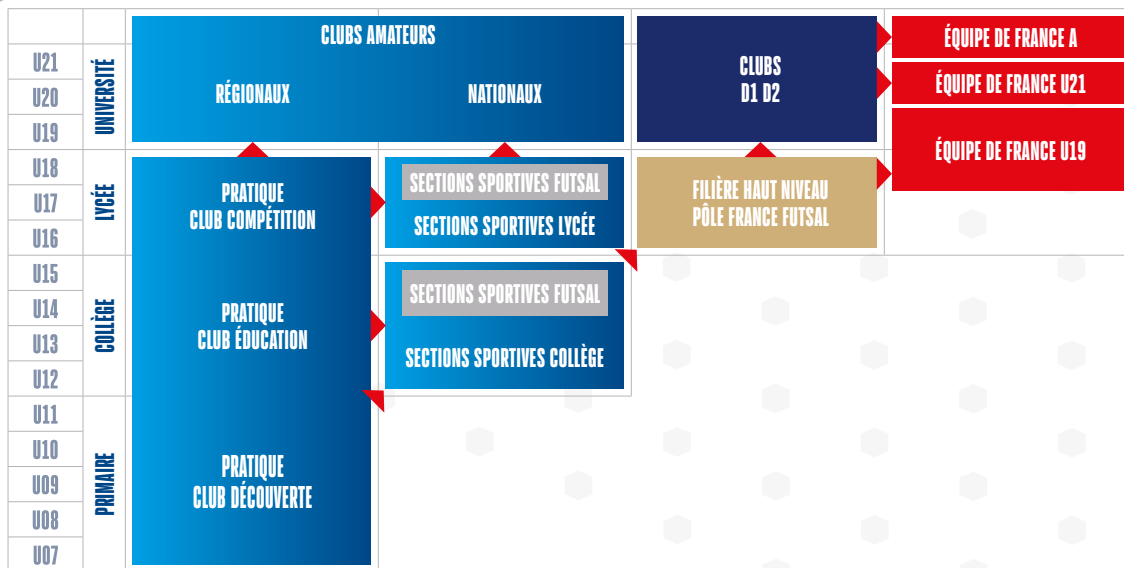 CLUBS AMATEURS
RÉGIONAUX
NATIONAUX
CLUBS
D1 D2
ÉQUIPE DE FRANCE A
ÉQUIPE DE FRANCE U21
ÉQUIPE DE FRANCE U19
U21
U20
U19
UNIVERSITÉ
U18
U17
U16
LYCÉE
PRATIQUE
CLUB COMPÉTITION
SECTIONS SPORTIVES FUTSAL
SECTIONS SPORTIVES LYCÉE
FILIÈRE HAUT NIVEAU
PÔLE FRANCE FUTSAL
U15
U14
U13
U12
COLLÈGE
PRATIQUE
CLUB ÉDUCATION
SECTIONS SPORTIVES FUTSAL
SECTIONS SPORTIVES COLLÈGE
U11
U10
U09
U08
U07
PRIMAIRE
PRATIQUE
CLUB DÉCOUVERTE